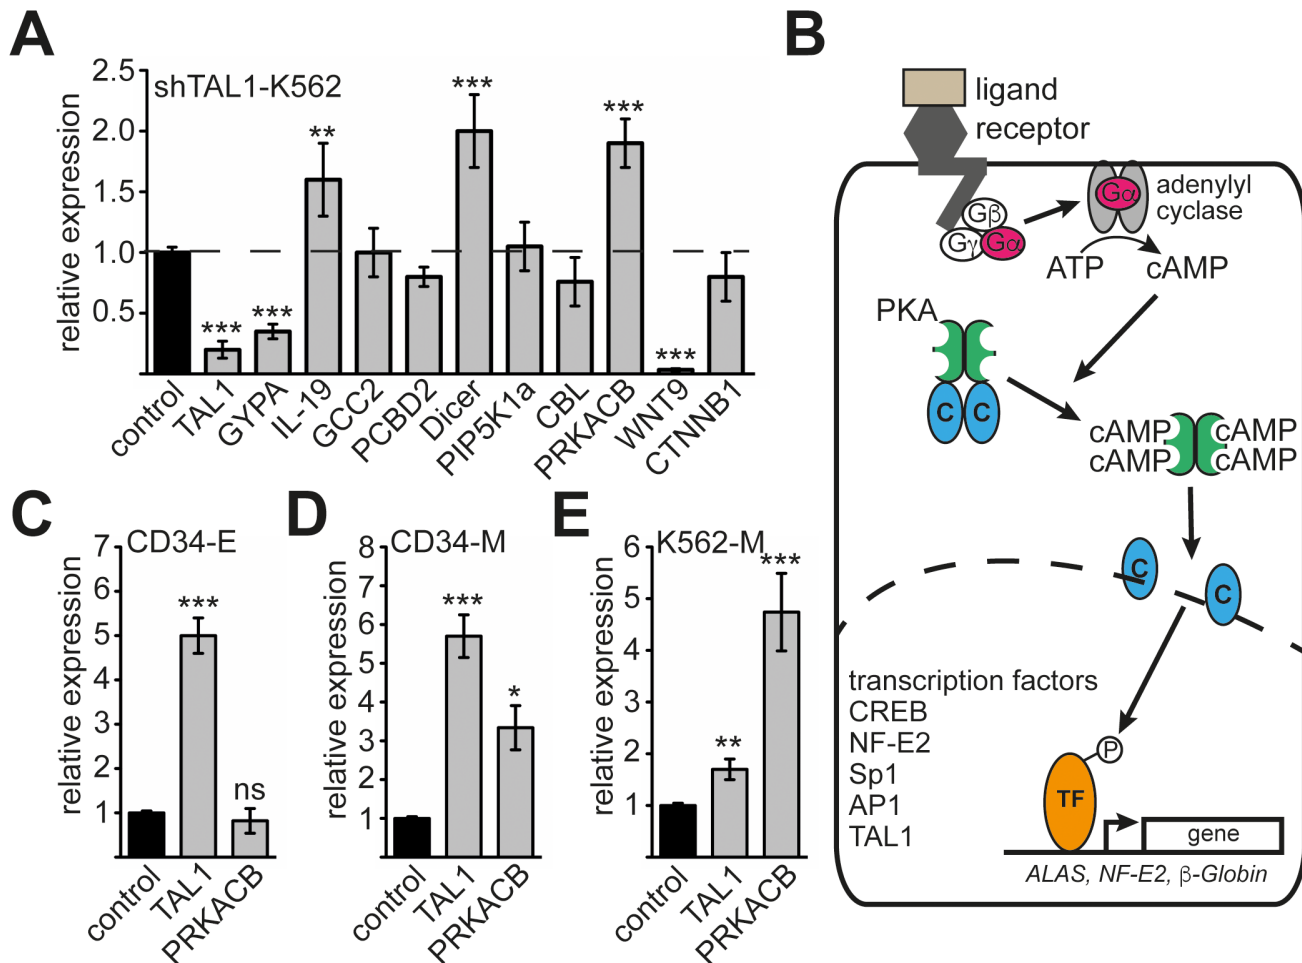 A
shTAL1-K562
relative expression
2.5
2.0
1.5
1.0
0.5
**
***
***
***
***
***
control
TAL1
GYPA
IL-19
GCC2
PCBD2
Dicer
PIP5K1a
CBL
PRKACB
WNT9
CTNNB1
B
ligand
receptor
Gβ
Gγ
Gα
Gα
adenylyl
cyclase
ATP
cAMP
PKA
C
C
cAMP
cAMP
cAMP
cAMP
C
C
transcription factors
CREB
NF-E2
Sp1
AP1
TAL1
P
TF
gene
ALAS, NF-E2, β-Globin
C
CD34-E
relative expression
7
6
5
4
3
2
1
***
ns
control
TAL1
PRKACB
D
CD34-M
relative expression
8
7
6
5
4
3
2
1
***
*
control
TAL1
PRKACB
E
K562-M
relative expression
6
5
4
3
2
1
**
***
control
TAL1
PRKACB